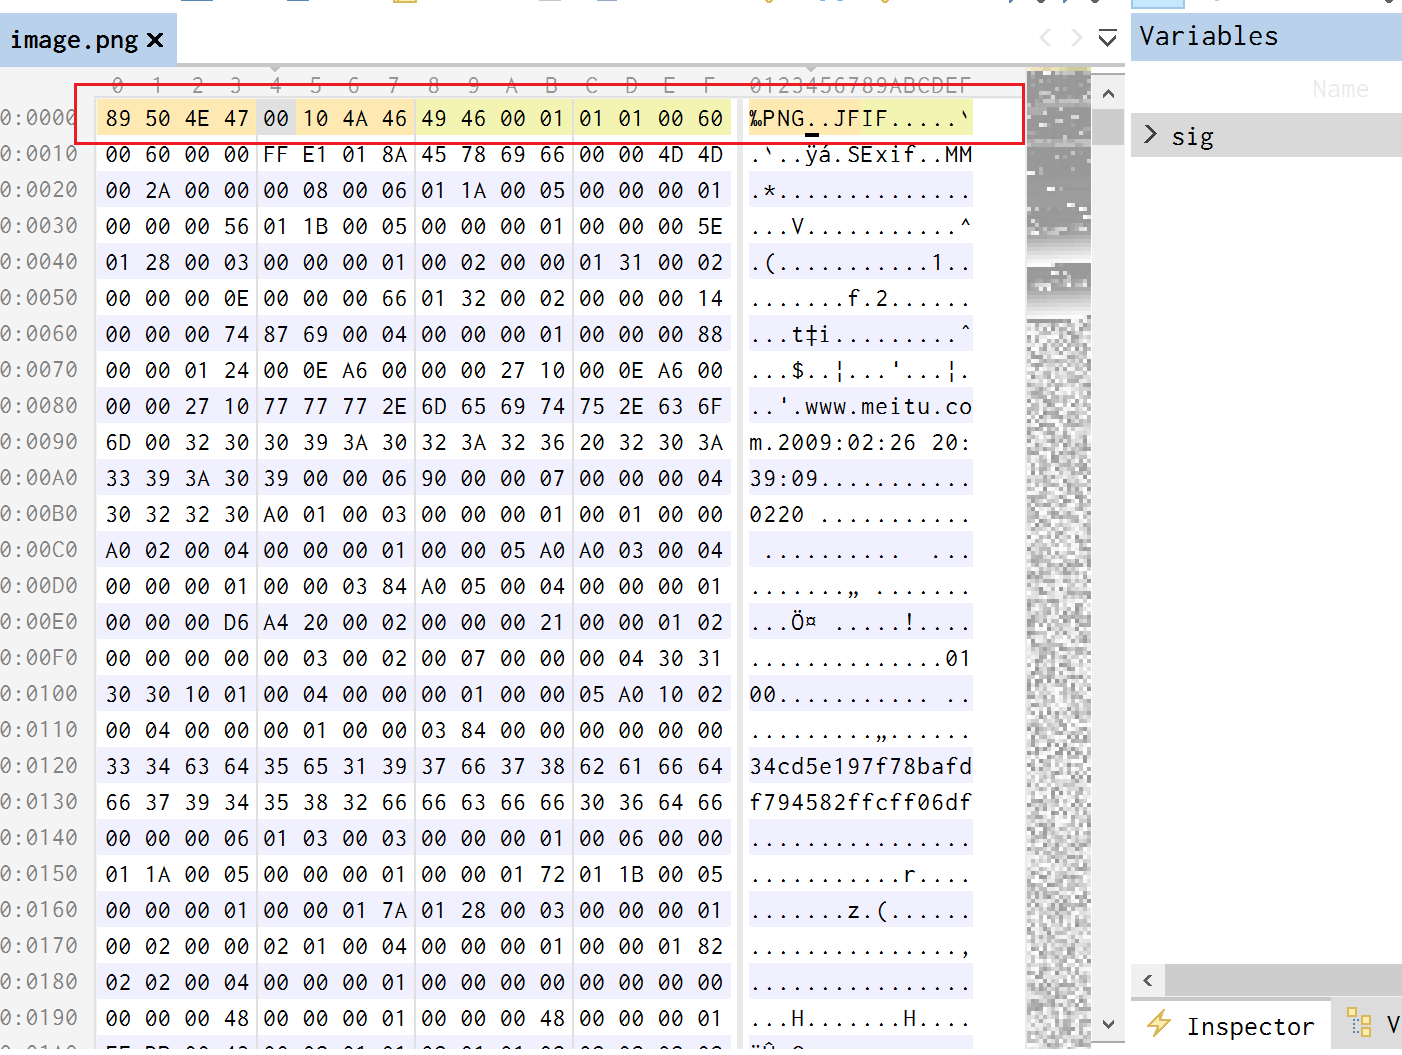 image.png ×
Variables
0 1 2 3 4 5 6 7 8 9 A B C D E F 0123456789ABCDEF
Name
0:0000 89 50 4E 47 00 10 4A 46 49 46 00 01 01 01 00 60 ‰PNG..JFIF.....`
sig
0:0010 00 60 00 00 FF E1 01 8A 45 78 69 66 00 00 4D 4D .`..ÿá.ŠExif..MM
0:0020 00 2A 00 00 00 08 00 06 01 1A 00 05 00 00 00 01 .*..............
0:0030 00 00 00 56 01 1B 00 05 00 00 00 01 00 00 00 5E ...V...........^
0:0040 01 28 00 03 00 00 00 01 00 02 00 00 01 31 00 02 .(...........1..
0:0050 00 00 00 0E 00 00 00 66 01 32 00 02 00 00 00 14 .......f.2......
0:0060 00 00 00 74 87 69 00 04 00 00 00 01 00 00 00 88 ...t‡i.........ˆ
0:0070 00 00 01 24 00 0E A6 00 00 00 27 10 00 0E A6 00 ...$..¦...'...¦.
0:0080 00 00 27 10 77 77 77 2E 6D 65 69 74 75 2E 63 6F ..'.www.meitu.co
0:0090 6D 00 32 30 30 39 3A 30 32 3A 32 36 20 32 30 3A m.2009:02:26 20:
0:00A0 33 39 3A 30 39 00 00 06 90 00 00 07 00 00 00 04 39:09...........
0:00B0 30 32 32 30 A0 01 00 03 00 00 00 01 00 01 00 00 0220 ...........
0:00C0 A0 02 00 04 00 00 00 01 00 00 05 A0 A0 03 00 04 .......... ...
0:00D0 00 00 00 01 00 00 03 84 A0 05 00 04 00 00 00 01 .......„ .......
0:00E0 00 00 00 D6 A4 20 00 02 00 00 00 21 00 00 01 02 ...Ö¤ .....!....
0:00F0 00 00 00 00 00 03 00 02 00 07 00 00 00 04 30 31 ..............01
0:0100 30 30 10 01 00 04 00 00 00 01 00 00 05 A0 10 02 00........... ..
0:0110 00 04 00 00 00 01 00 00 03 84 00 00 00 00 00 00 .........„......
0:0120 33 34 63 64 35 65 31 39 37 66 37 38 62 61 66 64 34cd5e197f78bafd
0:0130 66 37 39 34 35 38 32 66 66 63 66 66 30 36 64 66 f794582ffcff06df
0:0140 00 00 00 06 01 03 00 03 00 00 00 01 00 06 00 00 ................
0:0150 01 1A 00 05 00 00 00 01 00 00 01 72 01 1B 00 05 ...........r....
0:0160 00 00 00 01 00 00 01 7A 01 28 00 03 00 00 00 01 .......z.(......
0:0170 00 02 00 00 02 01 00 04 00 00 00 01 00 00 01 82 ...............‚
0:0180 02 02 00 04 00 00 00 01 00 00 00 00 00 00 00 00 ................
0:0190 00 00 00 48 00 00 00 01 00 00 00 48 00 00 00 01 ...H.......H....
Inspector V